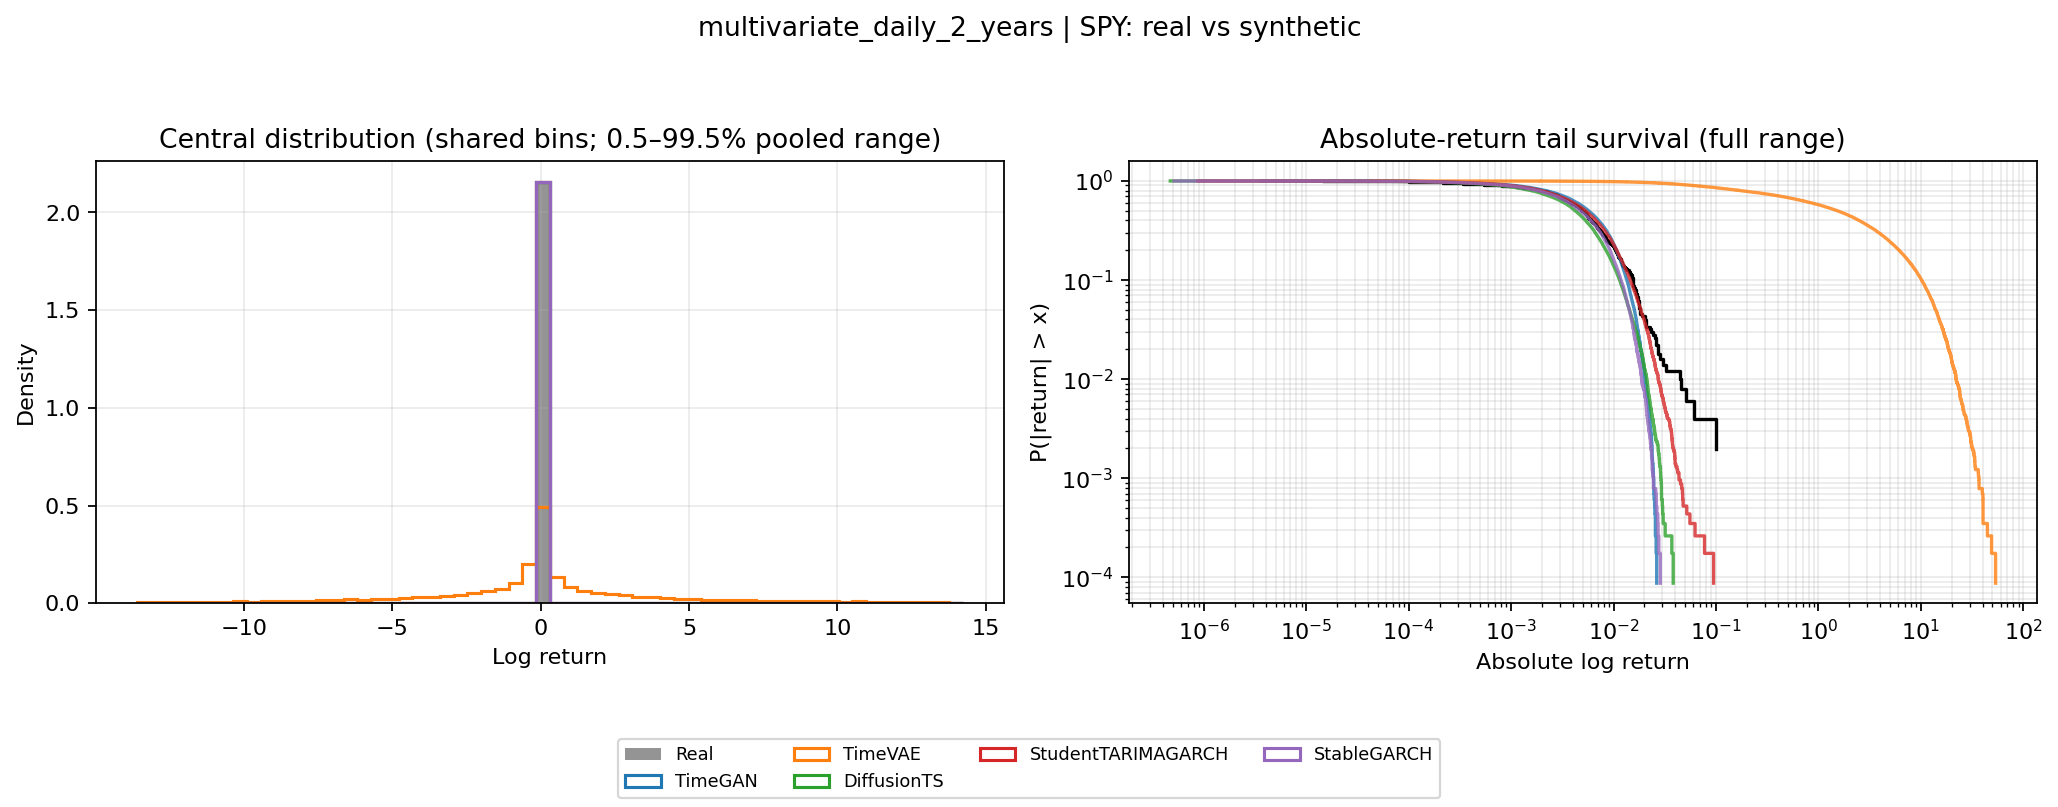 multivariate_daily_2_years | SPY: real vs synthetic
Central distribution (shared bins; 0.5–99.5% pooled range)
Density
2.0
1.5
1.0
0.5
0.0
−10
−5
0
5
10
15
Log return
Absolute-return tail survival (full range)
P(|return| > x)
10⁰
10⁻¹
10⁻²
10⁻³
10⁻⁴
10⁻⁶
10⁻⁵
10⁻⁴
10⁻³
10⁻²
10⁻¹
10⁰
10¹
10²
Absolute log return
Real
TimeVAE
StudentTARIMAGARCH
StableGARCH
TimeGAN
DiffusionTS